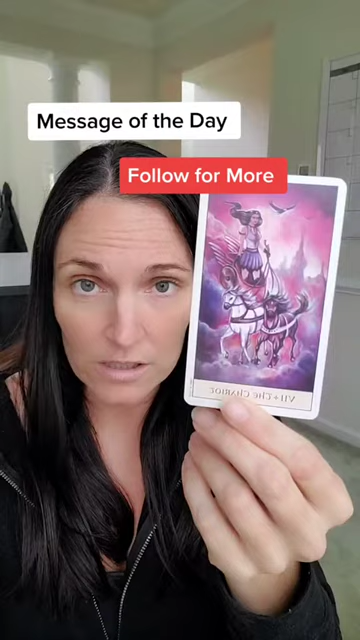 Message of the Day
Follow for More
VII • THE CHARIOT